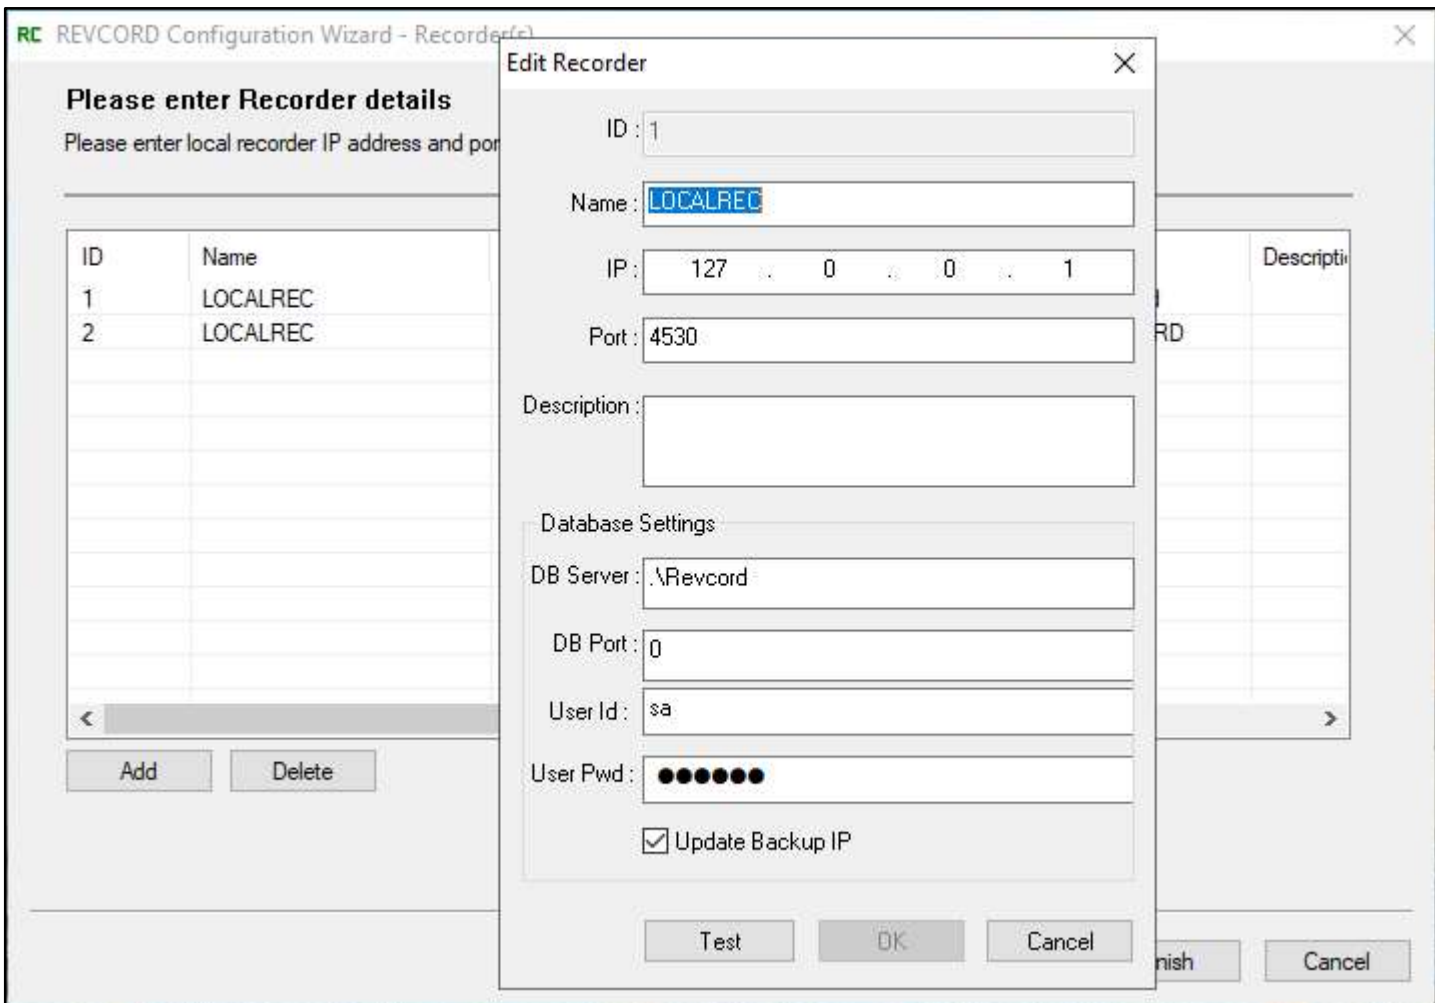 RC REVCORD Configuration Wizard - Recorder(s)
Please enter Recorder details
Please enter local recorder IP address and por
ID Name Descripti
1 LOCALREC
2 LOCALREC RD
Add Delete
nish Cancel
Edit Recorder
ID : 1
Name : LOCALREC
IP : 127 . 0 . 0 . 1
Port : 4530
Description :
Database Settings
DB Server : .\Revcord
DB Port : 0
User Id : sa
User Pwd : ●●●●●●
Update Backup IP
Test OK Cancel